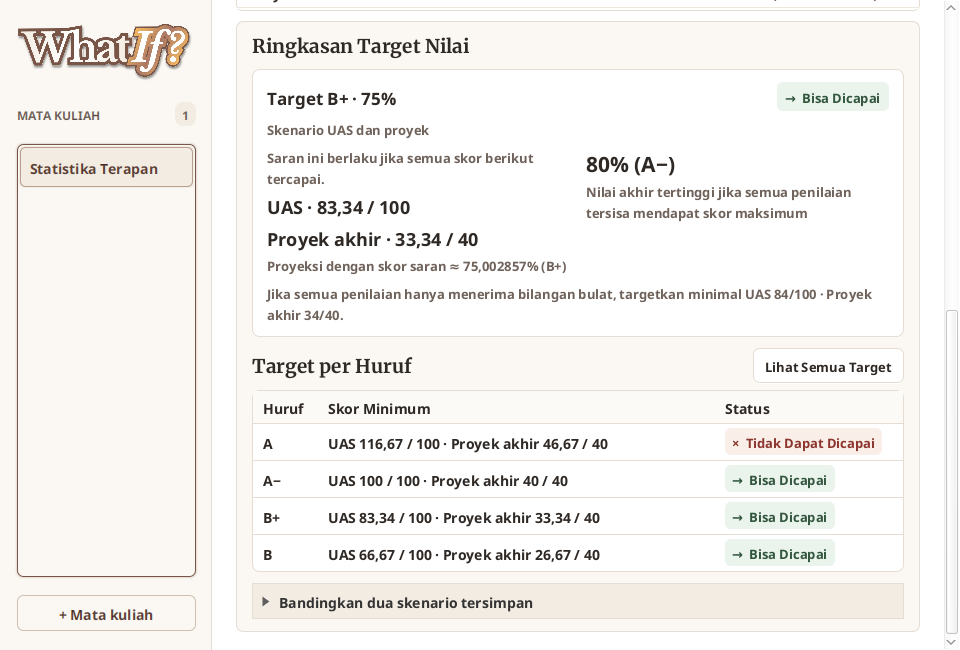 WhatIf?
MATA KULIAH 1
Statistika Terapan
+ Mata kuliah
Ringkasan Target Nilai
Target B+ · 75%
→ Bisa Dicapai
Skenario UAS dan proyek
Saran ini berlaku jika semua skor berikut
tercapai.
UAS · 83,34 / 100
Proyek akhir · 33,34 / 40
Proyeksi dengan skor saran ≈ 75,002857% (B+)
80% (A−)
Nilai akhir tertinggi jika semua penilaian
tersisa mendapat skor maksimum
Jika semua penilaian hanya menerima bilangan bulat, targetkan minimal UAS 84/100 · Proyek
akhir 34/40.
Target per Huruf
Lihat Semua Target
Huruf Skor Minimum Status
A UAS 116,67 / 100 · Proyek akhir 46,67 / 40 × Tidak Dapat Dicapai
A− UAS 100 / 100 · Proyek akhir 40 / 40 → Bisa Dicapai
B+ UAS 83,34 / 100 · Proyek akhir 33,34 / 40 → Bisa Dicapai
B UAS 66,67 / 100 · Proyek akhir 26,67 / 40 → Bisa Dicapai
Bandingkan dua skenario tersimpan